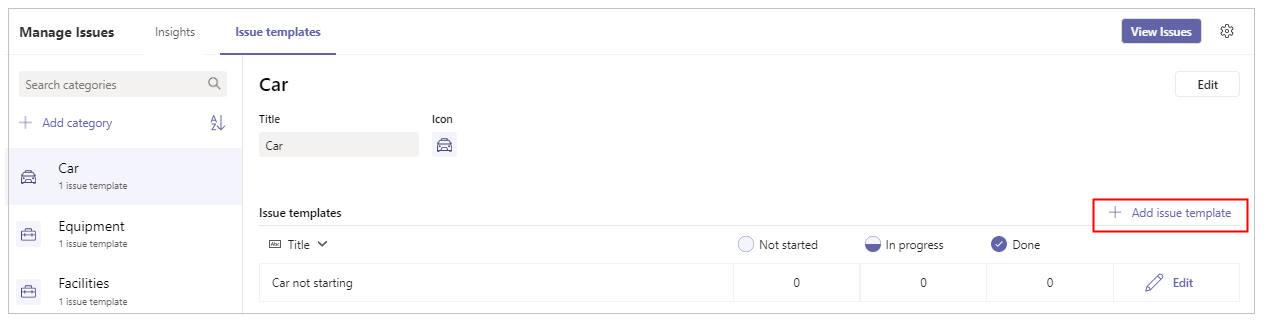 Manage Issues Insights Issue templates View Issues
Search categories
Add category
Car
1 issue template
Equipment
1 issue template
Facilities
1 issue template
Car Edit
Title Icon
Car
Issue templates Add issue template
Abc Title Not started In progress Done
Car not starting 0 0 0 Edit